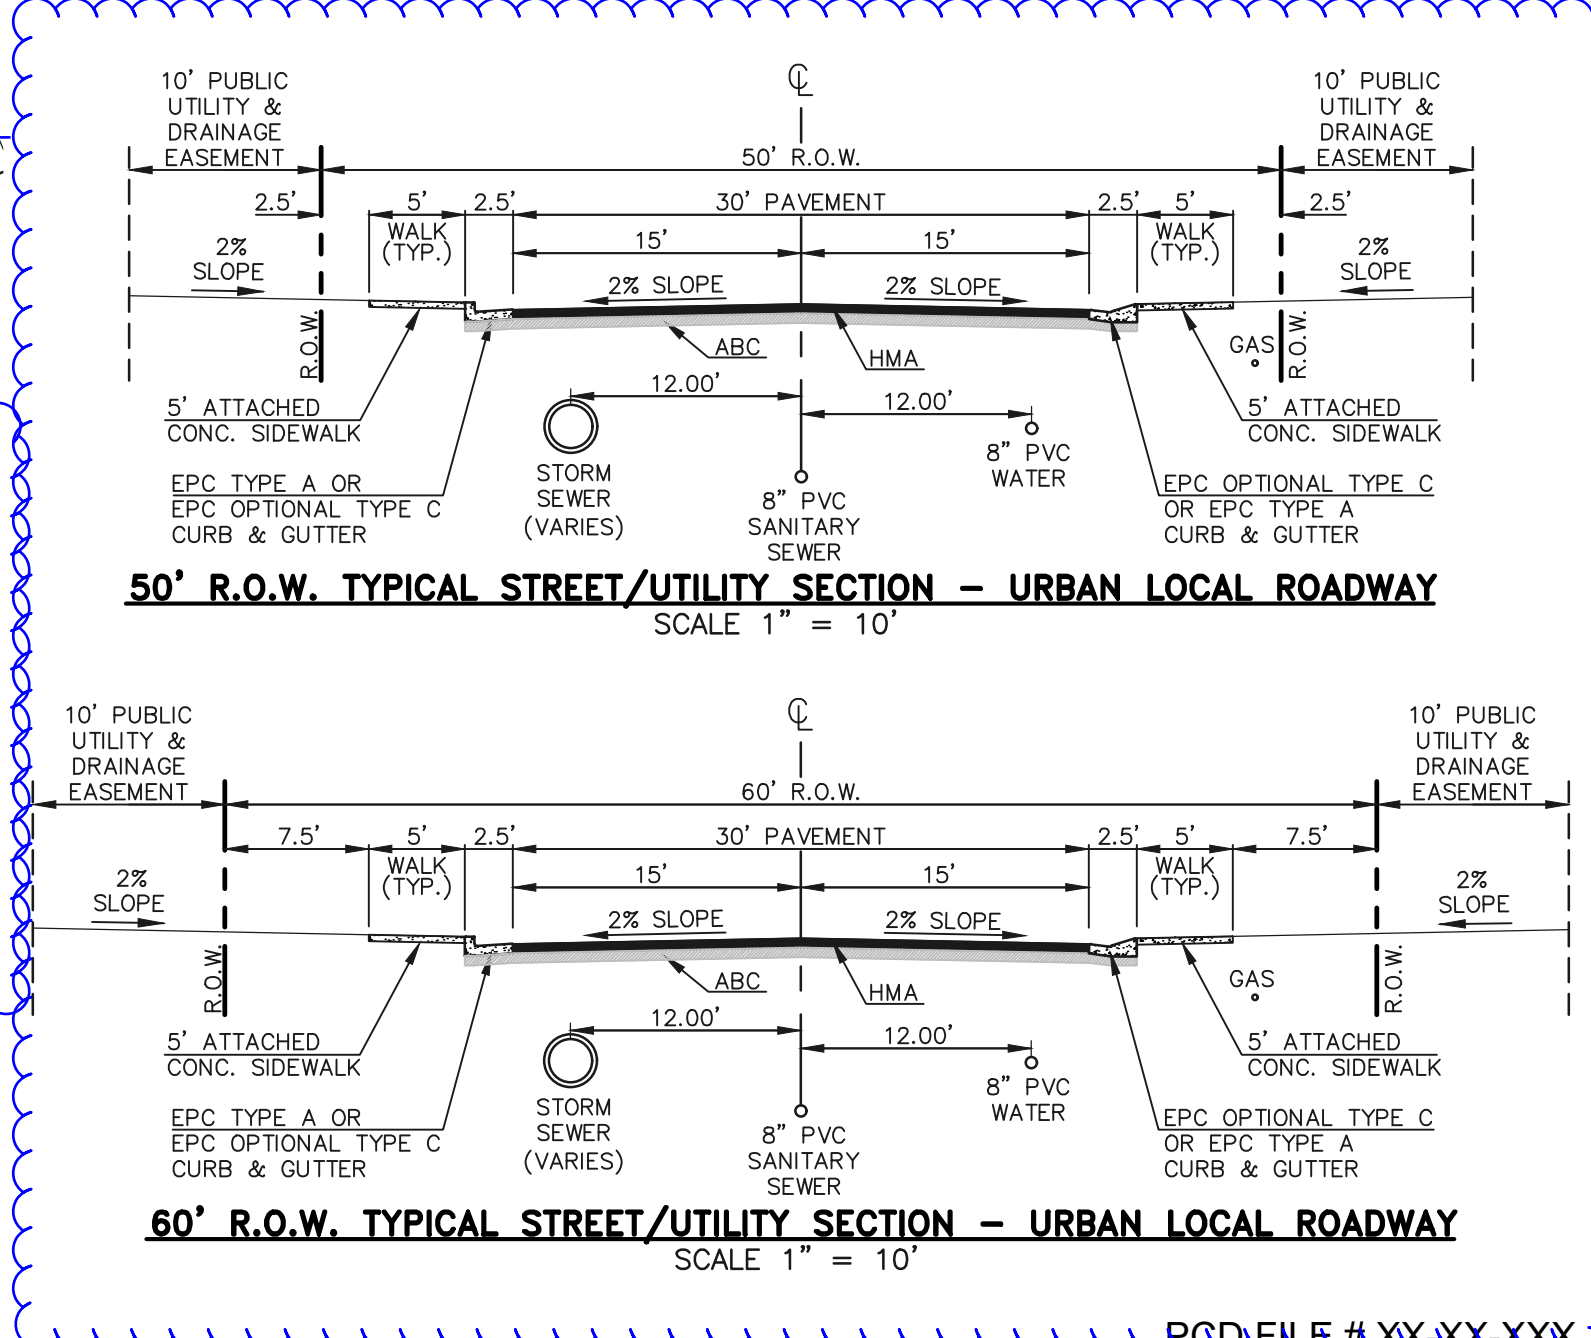 ℄
10' PUBLIC
UTILITY &
DRAINAGE
EASEMENT
10' PUBLIC
UTILITY &
DRAINAGE
EASEMENT
50' R.O.W.
2.5'
5'
WALK
(TYP.)
2.5'
30' PAVEMENT
2.5'
5'
WALK
(TYP.)
2.5'
15'
15'
2%
SLOPE
2% SLOPE
2% SLOPE
2%
SLOPE
R.O.W.
ABC
HMA
GAS
R.O.W.
12.00'
12.00'
5' ATTACHED
CONC. SIDEWALK
5' ATTACHED
CONC. SIDEWALK
EPC TYPE A OR
EPC OPTIONAL TYPE C
CURB & GUTTER
STORM
SEWER
(VARIES)
8" PVC
SANITARY
SEWER
8" PVC
WATER
EPC OPTIONAL TYPE C
OR EPC TYPE A
CURB & GUTTER
50' R.O.W. TYPICAL STREET/UTILITY SECTION - URBAN LOCAL ROADWAY
SCALE 1" = 10'
℄
10' PUBLIC
UTILITY &
DRAINAGE
EASEMENT
10' PUBLIC
UTILITY &
DRAINAGE
EASEMENT
60' R.O.W.
7.5'
5'
WALK
(TYP.)
2.5'
30' PAVEMENT
2.5'
5'
WALK
(TYP.)
7.5'
15'
15'
2%
SLOPE
2% SLOPE
2% SLOPE
2%
SLOPE
R.O.W.
ABC
HMA
GAS
R.O.W.
12.00'
12.00'
5' ATTACHED
CONC. SIDEWALK
5' ATTACHED
CONC. SIDEWALK
EPC TYPE A OR
EPC OPTIONAL TYPE C
CURB & GUTTER
STORM
SEWER
(VARIES)
8" PVC
SANITARY
SEWER
8" PVC
WATER
EPC OPTIONAL TYPE C
OR EPC TYPE A
CURB & GUTTER
60' R.O.W. TYPICAL STREET/UTILITY SECTION - URBAN LOCAL ROADWAY
SCALE 1" = 10'
PCD FILE # XX-XX-XXX